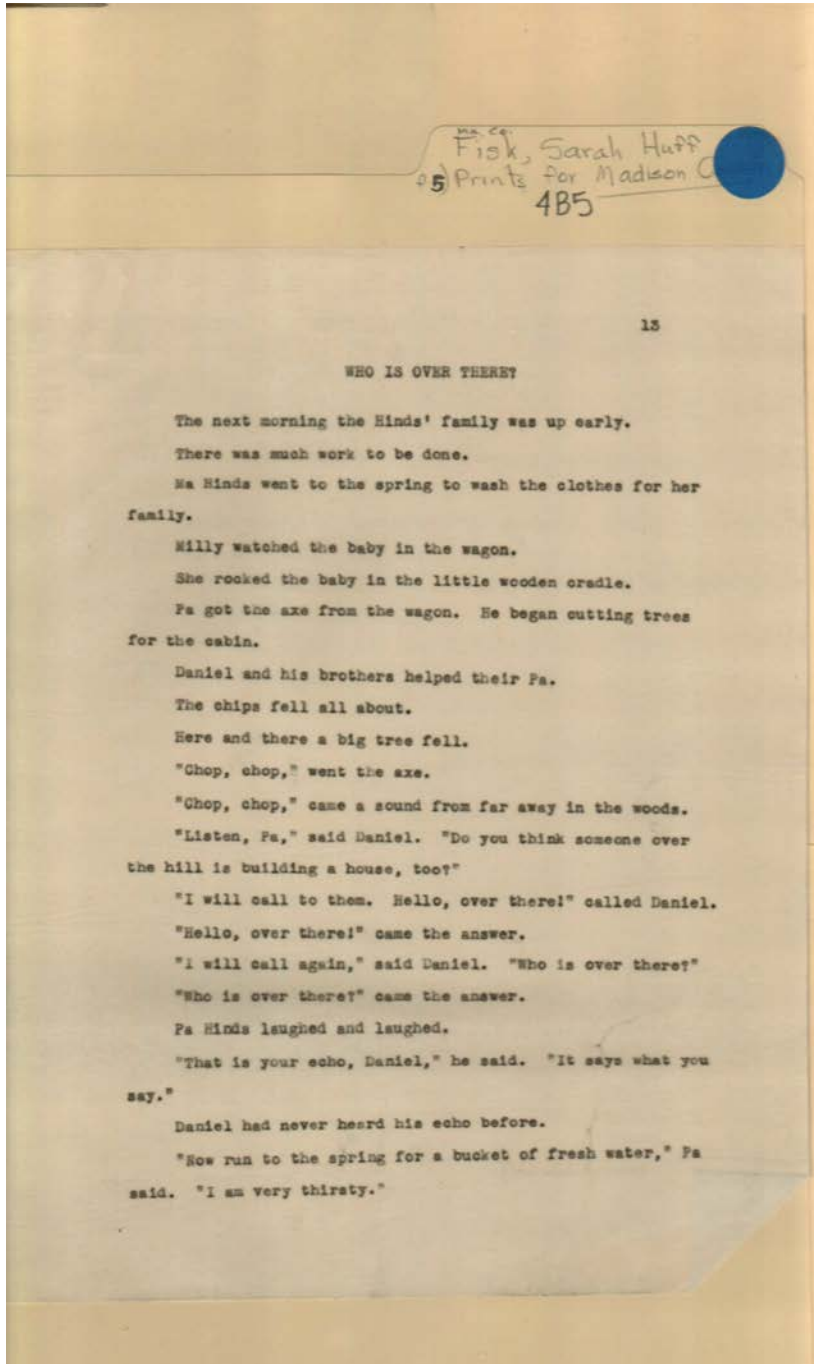 Ma. Co.
Fisk, Sarah Huff
5) Prints for Madison C
4B5
13
WHO IS OVER THERE?
The next morning the Hinds' family was up early.
There was much work to be done.
Ma Hinds went to the spring to wash the clothes for her
family.
Milly watched the baby in the wagon.
She rocked the baby in the little wooden cradle.
Pa got the axe from the wagon. He began cutting trees
for the cabin.
Daniel and his brothers helped their Pa.
The chips fell all about.
Here and there a big tree fell.
"Chop, chop," went the axe.
"Chop, chop," came a sound from far away in the woods.
"Listen, Pa," said Daniel. "Do you think someone over
the hill is building a house, too?"
"I will call to them. Hello, over there!" called Daniel.
"Hello, over there!" came the answer.
"I will call again," said Daniel. "Who is over there?"
"Who is over there?" came the answer.
Pa Hinds laughed and laughed.
"That is your echo, Daniel," he said. "It says what you
say."
Daniel had never heard his echo before.
"Now run to the spring for a bucket of fresh water," Pa
said. "I am very thirsty."